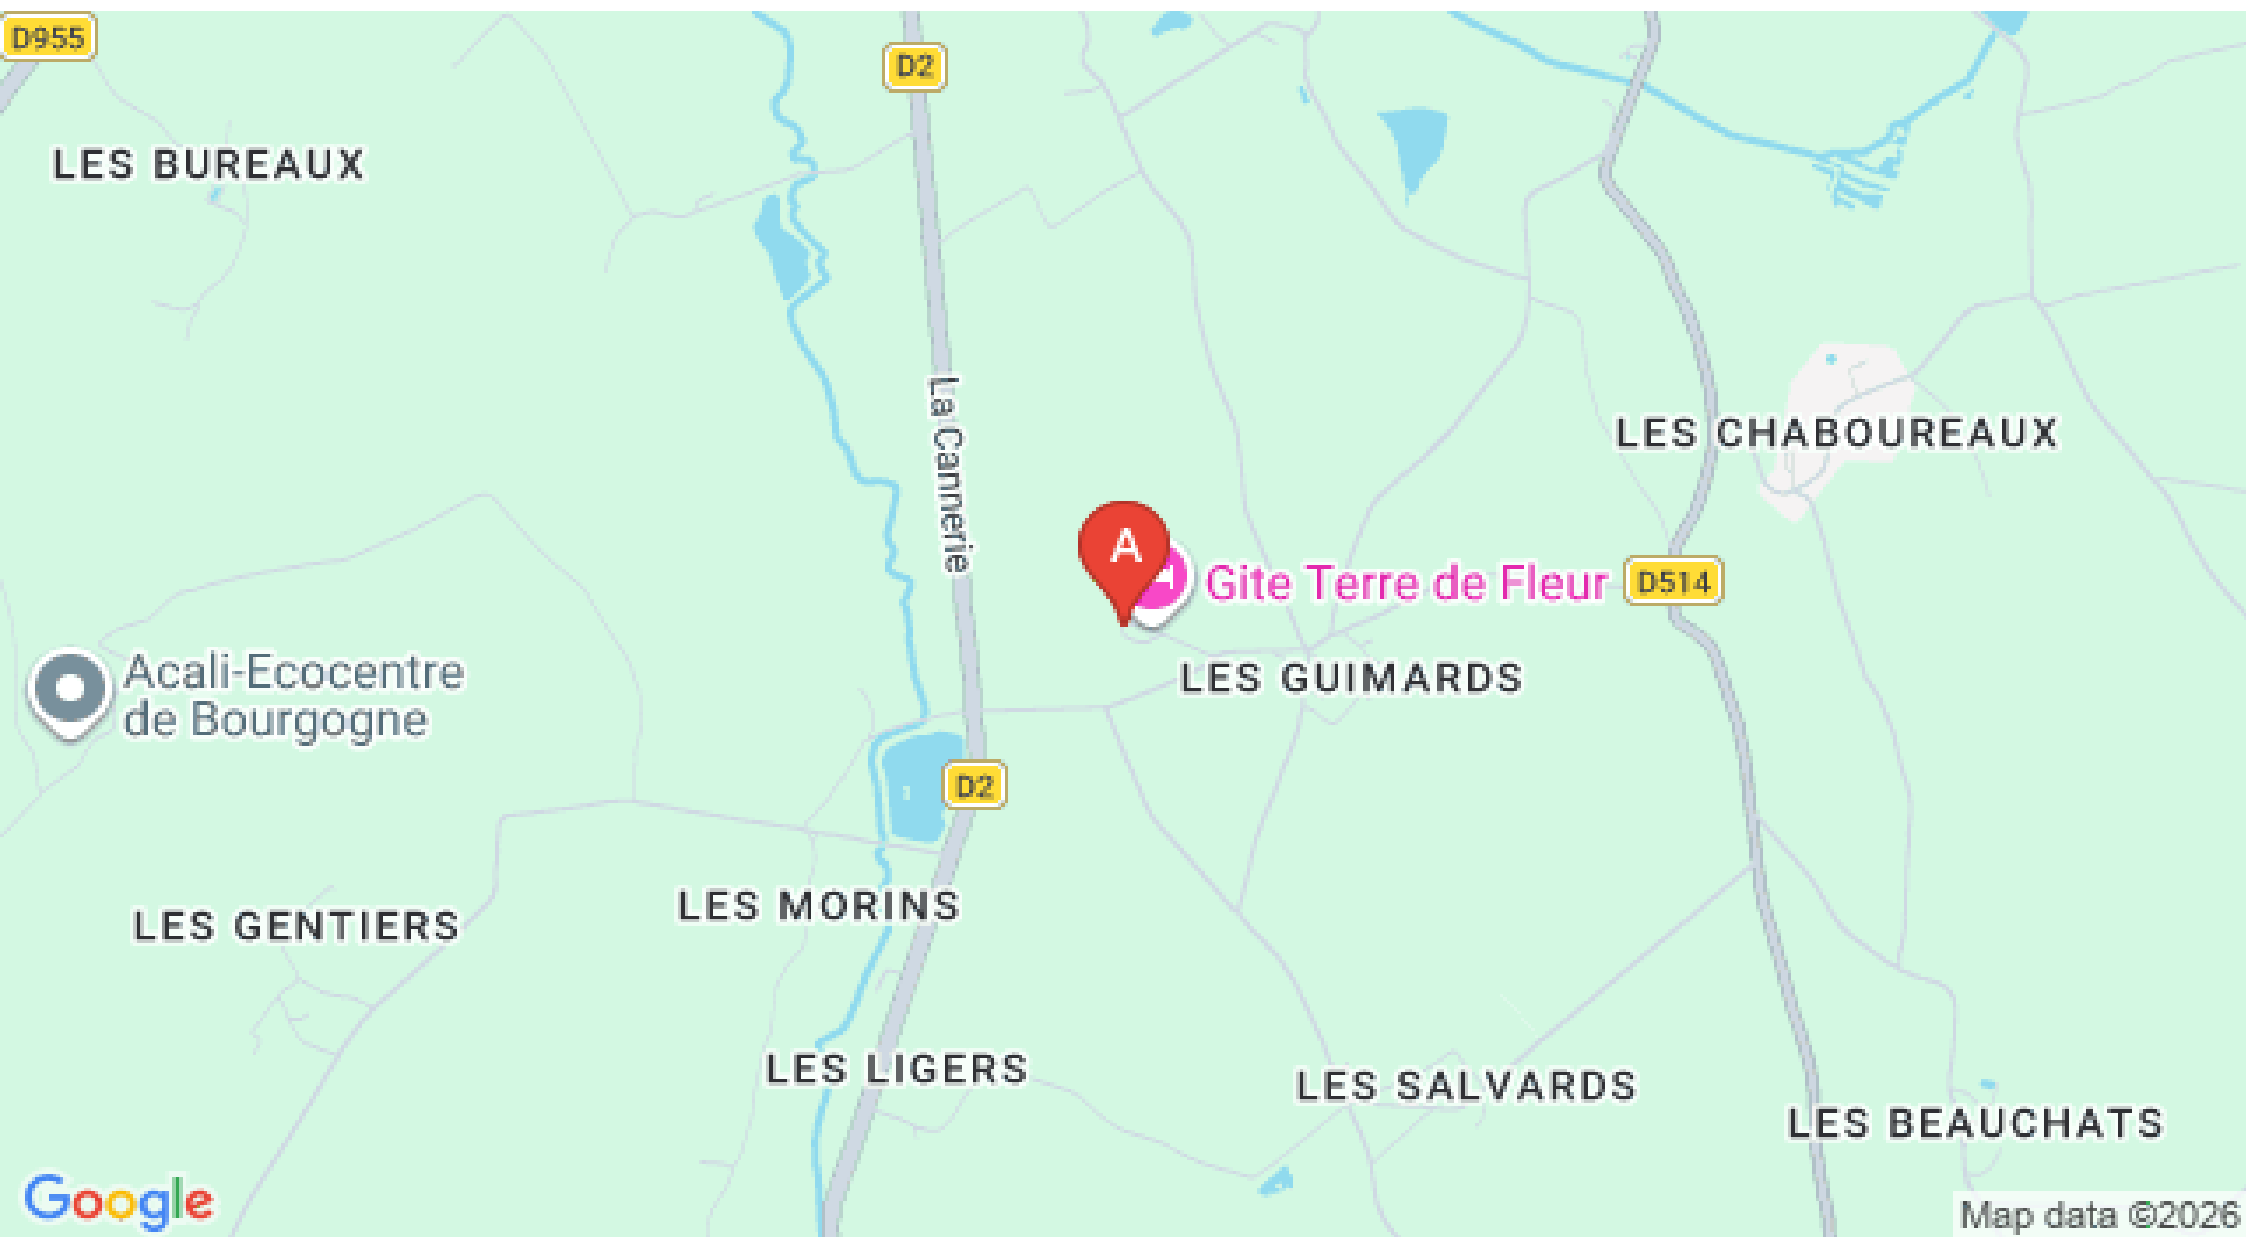 D955
D2
LES BUREAUX
La Cannerie
LES CHABOUREAUX
A
Gite Terre de Fleur
D514
Acali-Ecocentre
de Bourgogne
LES GUIMARDS
D2
LES MORINS
LES GENTIERS
LES LIGERS
LES SALVARDS
LES BEAUCHATS
Google
Map data ©2026